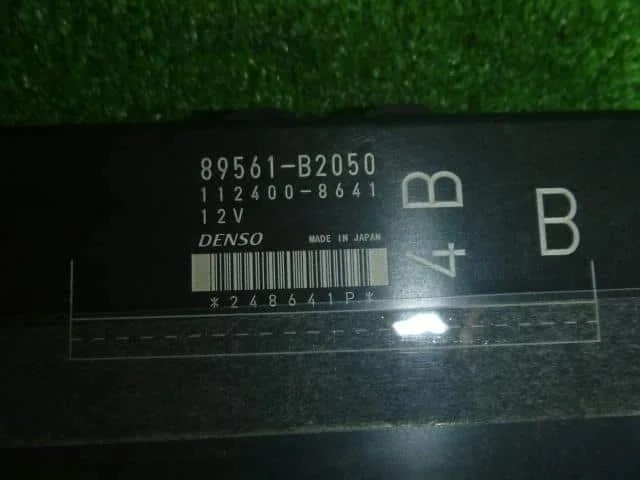 89561-B2050
112400-8641
12V
DENSO MADE IN JAPAN
*248641P*
4B
B